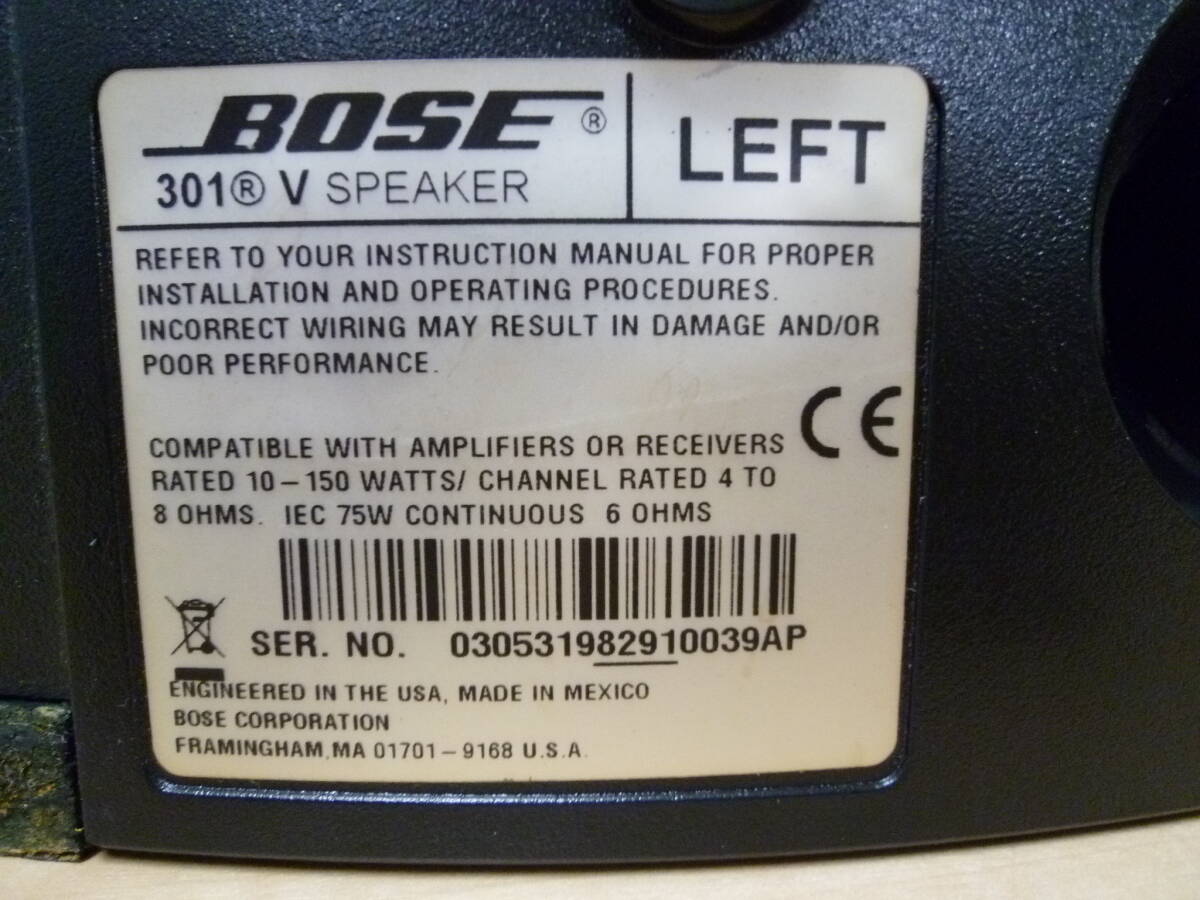 BOSE®
301® V SPEAKER
LEFT
REFER TO YOUR INSTRUCTION MANUAL FOR PROPER
INSTALLATION AND OPERATING PROCEDURES.
INCORRECT WIRING MAY RESULT IN DAMAGE AND/OR
POOR PERFORMANCE.
CE
COMPATIBLE WITH AMPLIFIERS OR RECEIVERS
RATED 10–150 WATTS/ CHANNEL RATED 4 TO
8 OHMS. IEC 75W CONTINUOUS 6 OHMS
SER. NO. 030531982910039AP
ENGINEERED IN THE USA, MADE IN MEXICO
BOSE CORPORATION
FRAMINGHAM,MA 01701–9168 U.S.A.